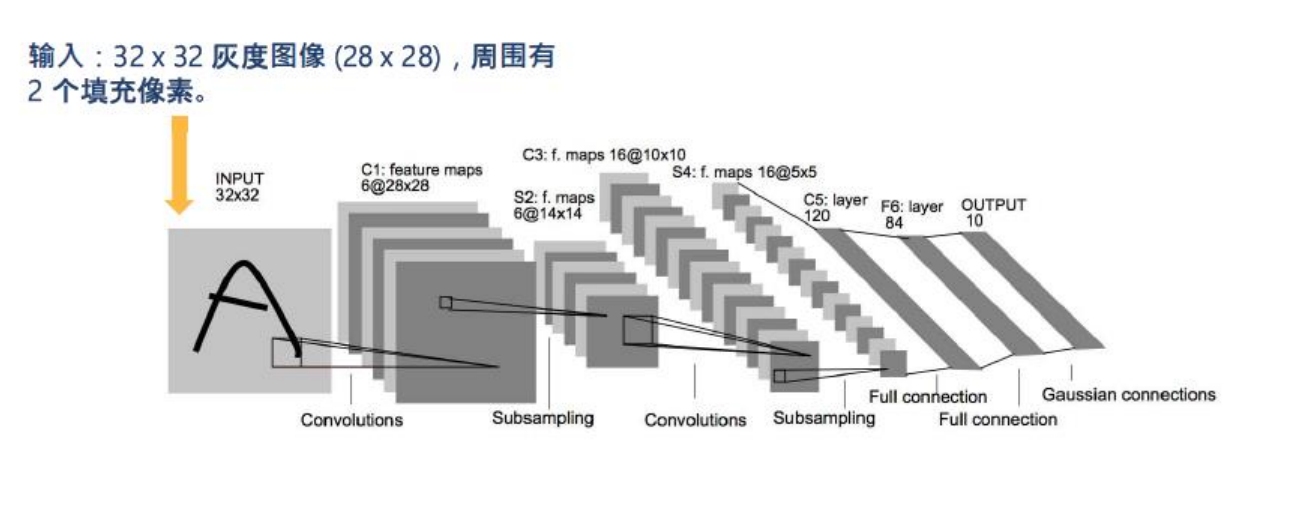 输入：32 x 32 灰度图像 (28 x 28)，周围有
2 个填充像素。
INPUT
32x32
C1: feature maps
6@28x28
S2: f. maps
6@14x14
C3: f. maps 16@10x10
S4: f. maps 16@5x5
C5: layer
120
F6: layer
84
OUTPUT
10
Convolutions
Subsampling
Convolutions
Subsampling
Full connection
Full connection
Gaussian connections